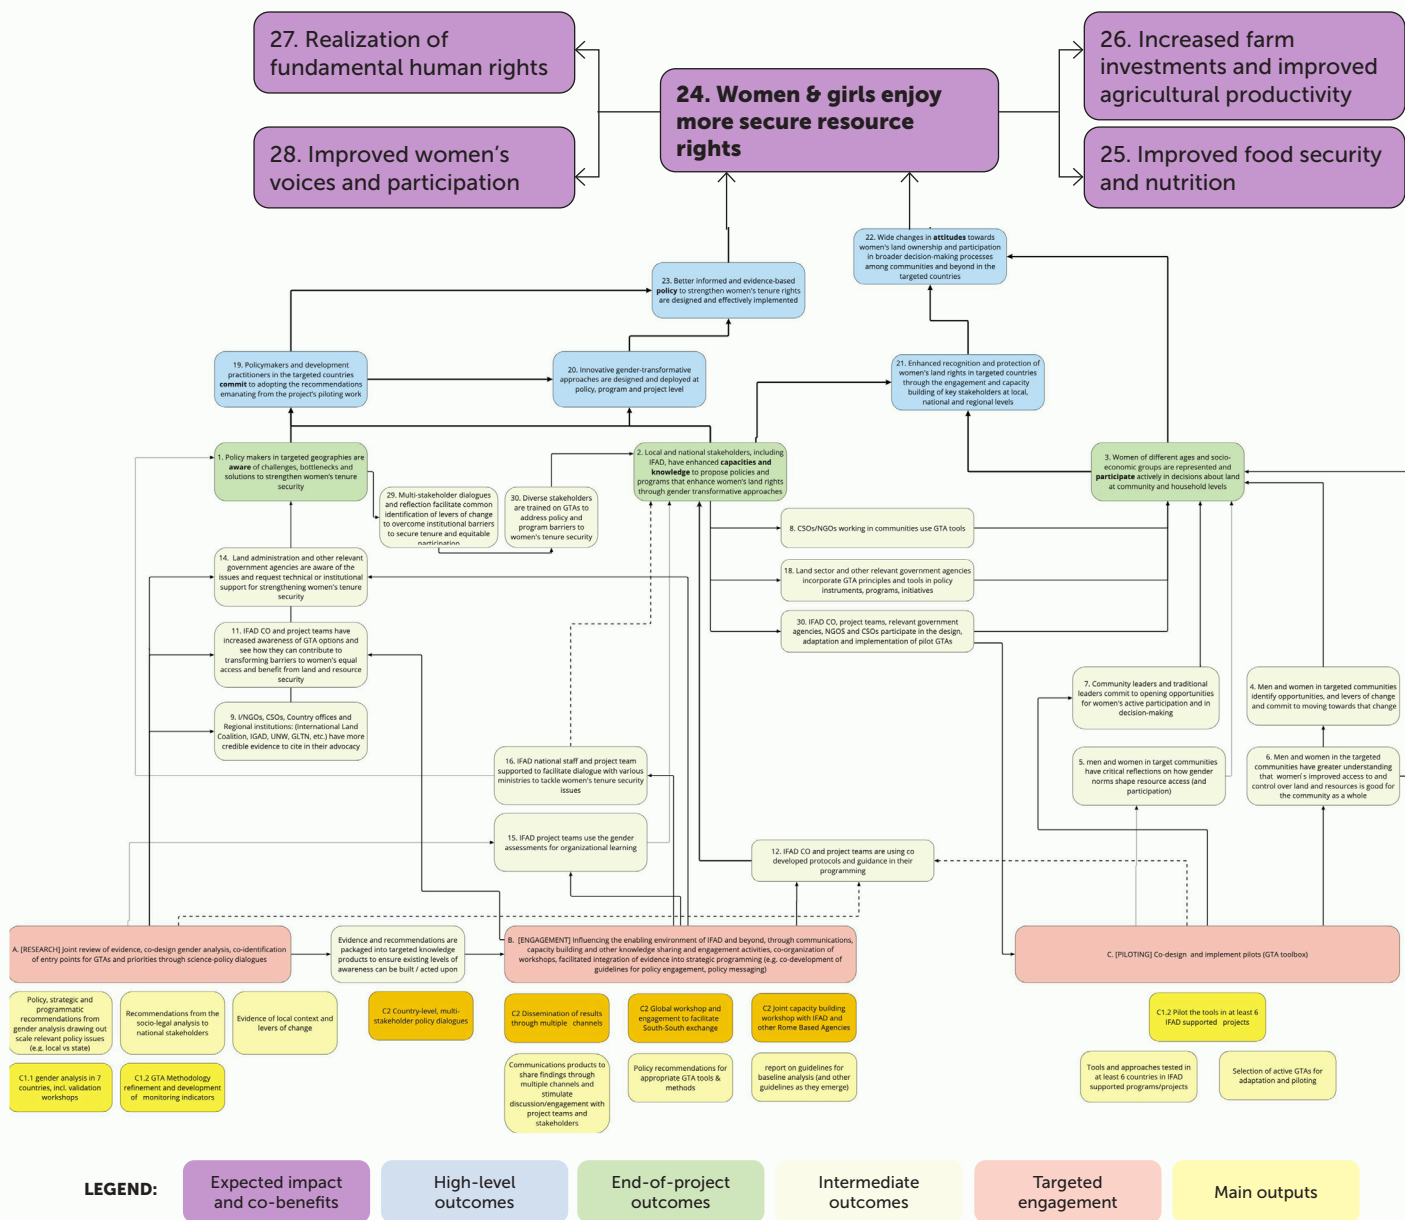 27. Realization of
fundamental human rights
28. Improved women's
voices and participation
24. Women & girls enjoy
more secure resource
rights
26. Increased farm
investments and improved
agricultural productivity
25. Improved food security
and nutrition
22. Wide changes in attitudes towards
women's land ownership and participation
in broader decision-making processes
among communities and beyond in the
targeted countries
23. Better informed and evidence-based
policy to strengthen women's tenure rights
are designed and effectively implemented
19. Policymakers and development
practitioners in the targeted countries
commit to adopting the recommendations
emanating from the project's piloting work
20. Innovative gender-transformative
approaches are designed and deployed at
policy, program and project level
21. Enhanced recognition and protection of
women's land rights in targeted countries
through the engagement and capacity
building of key stakeholders at local,
national and regional levels
1. Policy makers in targeted geographies are
aware of challenges, bottlenecks and
solutions to strengthen women's tenure
security
2. Local and national stakeholders, including
IFAD, have enhanced capacities and
knowledge to propose policies and
programs that enhance women's land rights
through gender transformative approaches
3. Women of different ages and socio-
economic groups are represented and
participate actively in decisions about land
at community and household levels
29. Multi-stakeholder dialogues
and reflection facilitate common
identification of levers of change
to overcome institutional barriers
to secure tenure and equitable
participation
30. Diverse stakeholders
are trained on GTAs to
address policy and
program barriers to
women's tenure security
8. CSOs/NGOs working in communities use GTA
tools
14. Land administration and other relevant
government agencies are aware of the
issues and request technical or institutional
support for strengthening women's tenure
security
18. Land sector and other relevant government agencies
incorporate GTA principles and tools in policy
instruments, programs, initiatives
30. IFAD CO, project teams, relevant government
agencies, NGOS and CSOs participate in the design,
adaptation and implementation of pilot GTAs
11. IFAD CO and project teams have
increased awareness of GTA options and
see how they can contribute to
transforming barriers to women's equal
access and benefit from land and resource
security
7. Community leaders and traditional
leaders commit to opening opportunities
for women's active participation and in
decision-making
4. Men and women in targeted communities
identify opportunities, and levers of change
and commit to moving towards that change
9. I/NGOs, CSOs, Country offices and
Regional institutions: (International Land
Coalition, IGAD, UNW, GLTN, etc.) have more
credible evidence to cite in their advocacy
16. IFAD national staff and project team
supported to facilitate dialogue with various
ministries to tackle women's tenure security
issues
5. men and women in target communities
have critical reflections on how gender
norms shape resource access (and
participation)
6. Men and women in the targeted
communities have greater understanding
that women's improved access to and
control over land and resources is good for
the community as a whole
15. IFAD project teams use the gender
assessments for organizational learning
12. IFAD CO and project teams are using co
developed protocols and guidance in their
programming
A. [RESEARCH] Joint review of evidence, co-design gender analysis, co-identification
of entry points for GTAs and priorities through science-policy dialogues
Evidence and recommendations are
packaged into targeted knowledge
products to ensure existing levels of
awareness can be built / acted upon
B. [ENGAGEMENT] Influencing the enabling environment of IFAD and beyond, through communications,
capacity building and other knowledge sharing and engagement activities, co-organization of
workshops, facilitated integration of evidence into strategic programming (e.g. co-development of
guidelines for policy engagement, policy messaging)
C. [PILOTING] Co-design and implement pilots (GTA toolbox)
Policy, strategic and
programmatic
recommendations from
gender analysis drawing out
scale relevant policy issues
(e.g. local vs state)
Recommendations from the
socio-legal analysis to
national stakeholders
Evidence of local context and
levers of change
C2 Country-level, multi-
stakeholder policy dialogues
C2 Dissemination of results
through multiple channels
C2 Global workshop and
engagement to facilitate
South-South exchange
C2 Joint capacity building
workshop with IFAD and
other Rome Based Agencies
C1.2 Pilot the tools in at least 6
IFAD supported projects
C1.1 gender analysis in 7
countries, incl. validation
workshops
C1.2 GTA Methodology
refinement and development
of monitoring indicators
Communications products to
share findings through
multiple channels and
stimulate
discussion/engagement with
project teams and
stakeholders
Policy recommendations for
appropriate GTA tools &
methods
report on guidelines for
baseline analysis (and other
guidelines as they emerge)
Tools and approaches tested in
at least 6 countries in IFAD
supported programs/projects
Selection of active GTAs for
adaptation and piloting
LEGEND:
Expected impact
and co-benefits
High-level
outcomes
End-of-project
outcomes
Intermediate
outcomes
Targeted
engagement
Main outputs